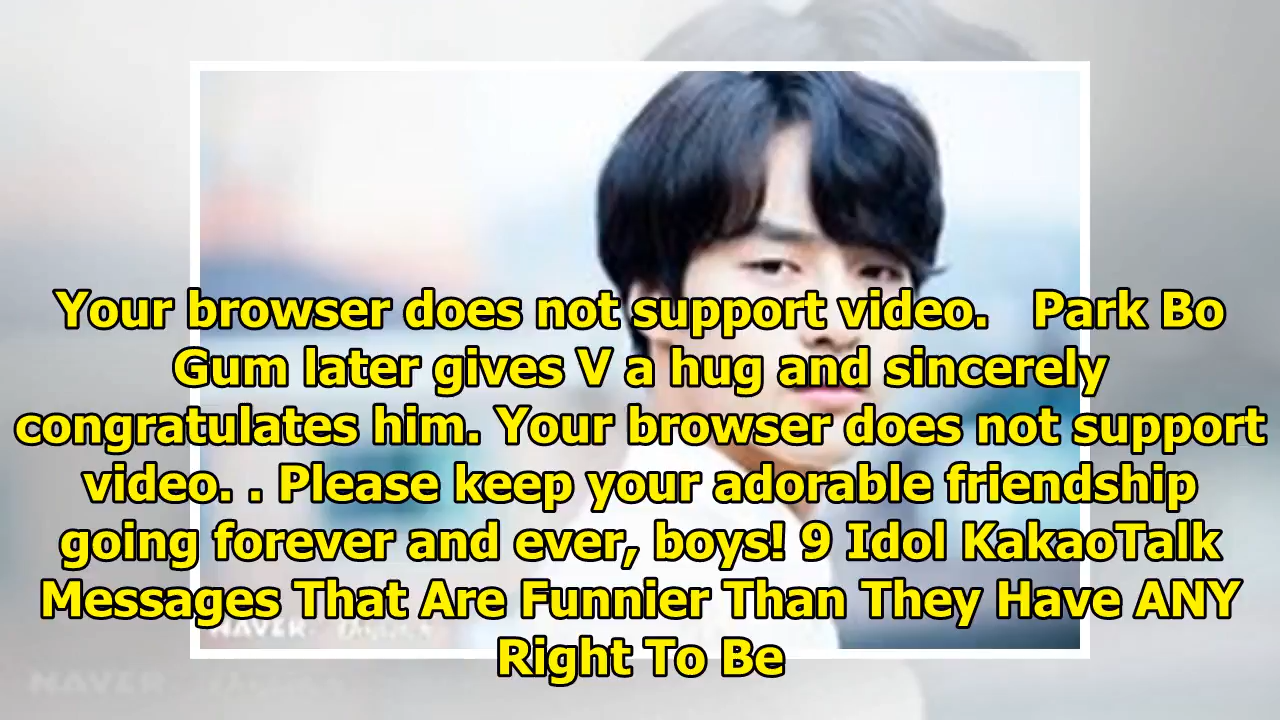 Your browser does not support video.   Park Bo
Gum later gives V a hug and sincerely
congratulates him. Your browser does not support
video. . Please keep your adorable friendship
going forever and ever, boys! 9 Idol KakaoTalk
Messages That Are Funnier Than They Have ANY
Right To Be
NAVER
NAVER